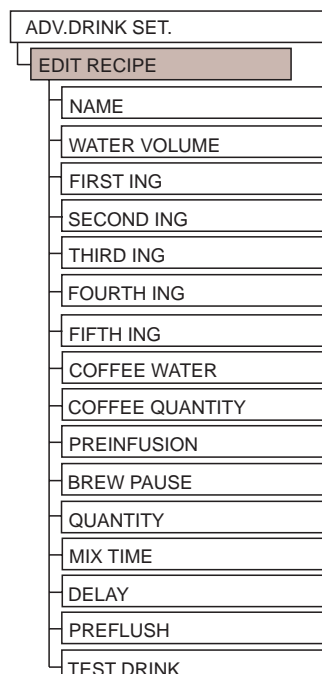 ADV.DRINK SET.
EDIT RECIPE
NAME
WATER VOLUME
FIRST ING
SECOND ING
THIRD ING
FOURTH ING
FIFTH ING
COFFEE WATER
COFFEE QUANTITY
PREINFUSION
BREW PAUSE
QUANTITY
MIX TIME
DELAY
PREFLUSH
TEST DRINK